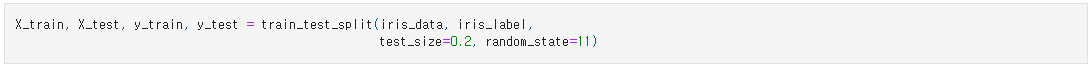 X_train, X_test, y_train, y_test = train_test_split(iris_data, iris_label,
test_size=0.2, random_state=11)